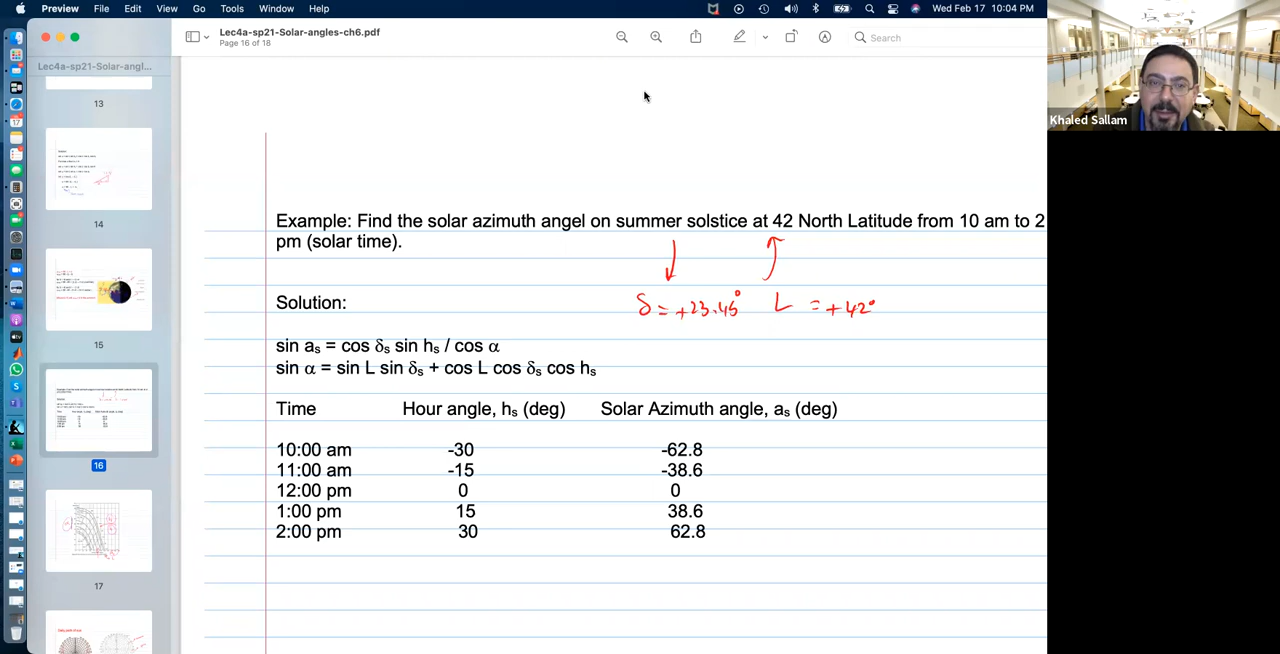 Preview File Edit View Go Tools Window Help Wed Feb 17 10:04 PM
Lec4a-sp21-Solar-angles-ch6.pdf
Page 16 of 18
Search
Lec4a-sp21-Solar-angl...
13
14
15
16
17
Khaled Sallam
Example: Find the solar azimuth angel on summer solstice at 42 North Latitude from 10 am to 2
pm (solar time).
Solution:
δ = +23.45° L = +42°
sin as = cos δs sin hs / cos α
sin α = sin L sin δs + cos L cos δs cos hs
Time Hour angle, hs (deg) Solar Azimuth angle, as (deg)
10:00 am -30 -62.8
11:00 am -15 -38.6
12:00 pm 0 0
1:00 pm 15 38.6
2:00 pm 30 62.8